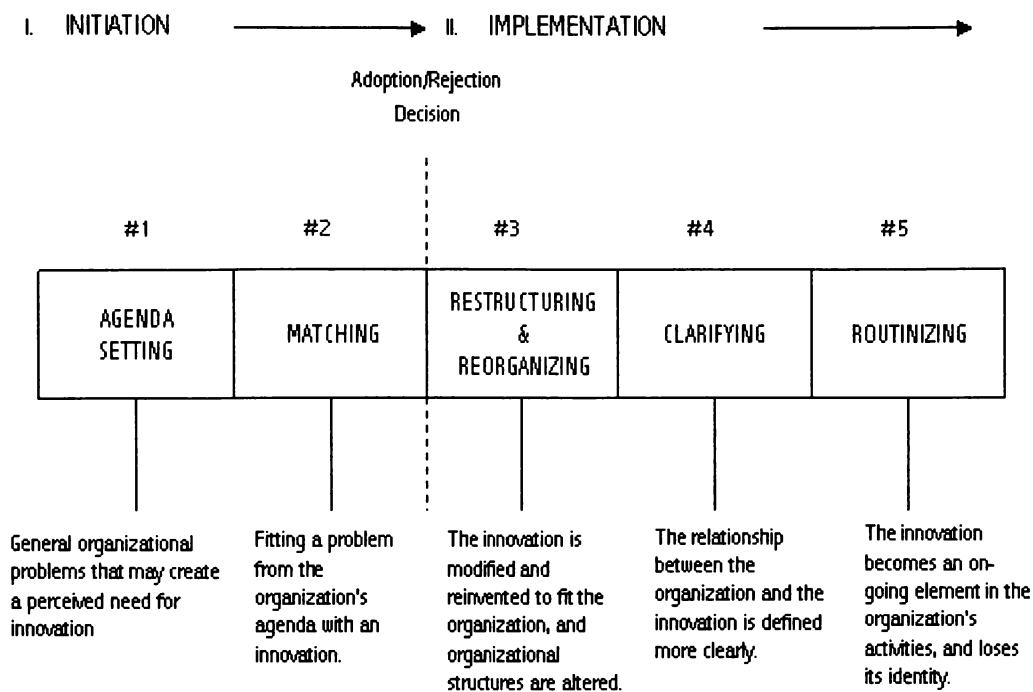 I. INITIATION
II. IMPLEMENTATION
Adoption/Rejection
Decision
#1
#2
#3
#4
#5
AGENDA
SETTING
MATCHING
RESTRUCTURING
&
REORGANIZING
CLARIFYING
ROUTINIZING
General organizational
problems that may create
a perceived need for
innovation
Fitting a problem
from the
organization's
agenda with an
innovation.
The innovation is
modified and
reinvented to fit the
organization, and
organizational
structures are altered.
The relationship
between the
organization and the
innovation is defined
more clearly.
The innovation
becomes an on-
going element in the
organization's
activities, and loses
its identity.